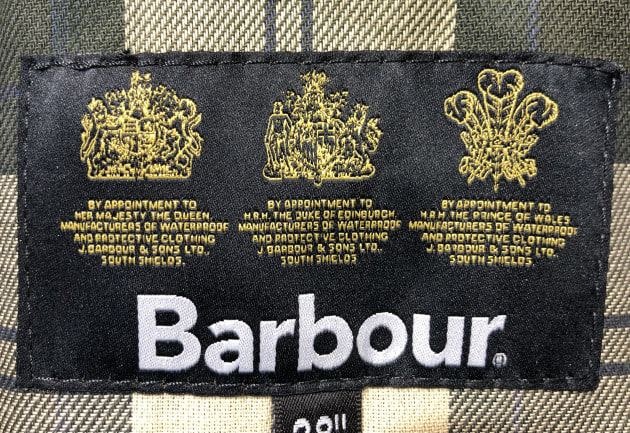 BY APPOINTMENT TO
HER MAJESTY THE QUEEN,
MANUFACTURERS OF WATERPROOF
AND PROTECTIVE CLOTHING
J. BARBOUR & SONS LTD.,
SOUTH SHIELDS.
BY APPOINTMENT TO
H.R.H. THE DUKE OF EDINBURGH,
MANUFACTURERS OF WATERPROOF
AND PROTECTIVE CLOTHING
J. BARBOUR & SONS LTD.,
SOUTH SHIELDS.
BY APPOINTMENT TO
H.R.H. THE PRINCE OF WALES
MANUFACTURERS OF WATERPROOF
AND PROTECTIVE CLOTHING
J. BARBOUR & SONS LTD.,
SOUTH SHIELDS.
Barbour®